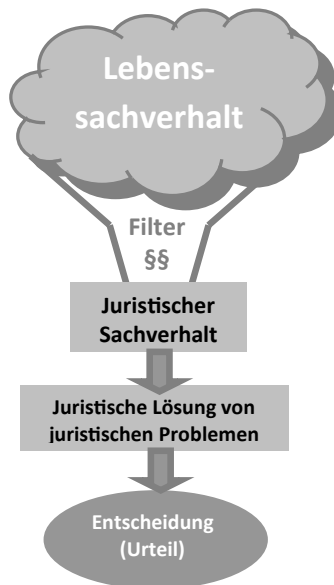 Lebens-
sachverhalt
Filter
§§
Juristischer
Sachverhalt
Juristische Lösung von
juristischen Problemen
Entscheidung
(Urteil)